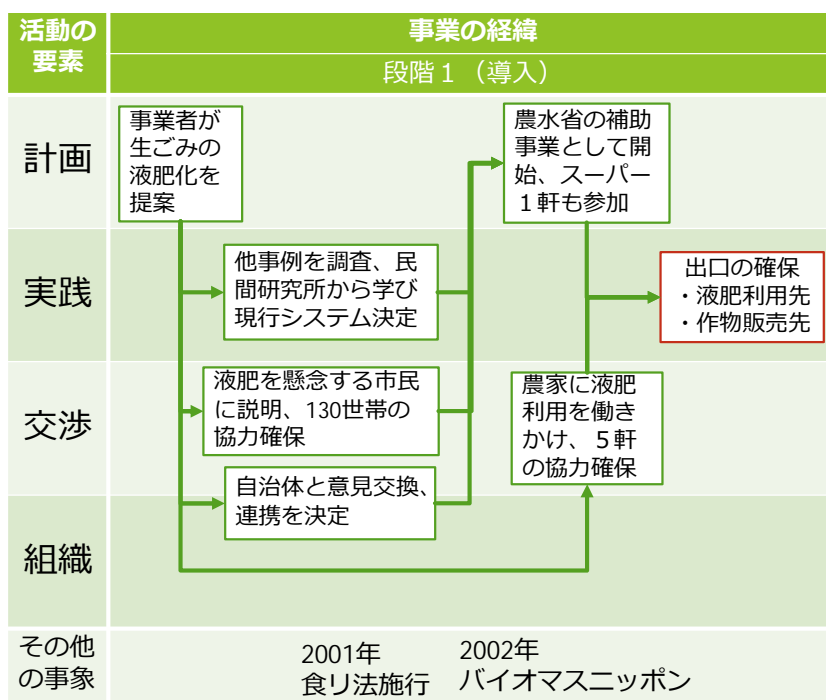 活動の
要素
事業の経緯
段階１（導入）
計画
事業者が
生ごみの
液肥化を
提案
農水省の補助
事業として開
始、スーパー
１軒も参加
実践
他事例を調査、民
間研究所から学び
現行システム決定
出口の確保
・液肥利用先
・作物販売先
交渉
液肥を懸念する市民
に説明、130世帯の
協力確保
農家に液肥
利用を働き
かけ、５軒
の協力確保
自治体と意見交換、
連携を決定
組織
その他
の事象
2001年
食リ法施行
2002年
バイオマスニッポン